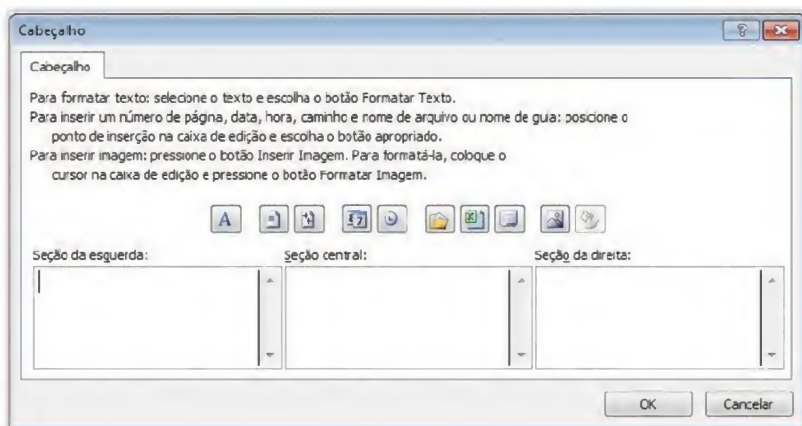 Cabeçalho
Cabeçalho
Para formatar texto: selecione o texto e escolha o botão Formatar Texto.
Para inserir um número de página, data, hora, caminho e nome de arquivo ou nome de guia: posicione o
ponto de inserção na caixa de edição e escolha o botão apropriado.
Para inserir imagem: pressione o botão Inserir Imagem. Para formatá-la, coloque o
cursor na caixa de edição e pressione o botão Formatar Imagem.
A
7
Seção da esquerda: Seção central: Seção da direita:
OK Cancelar